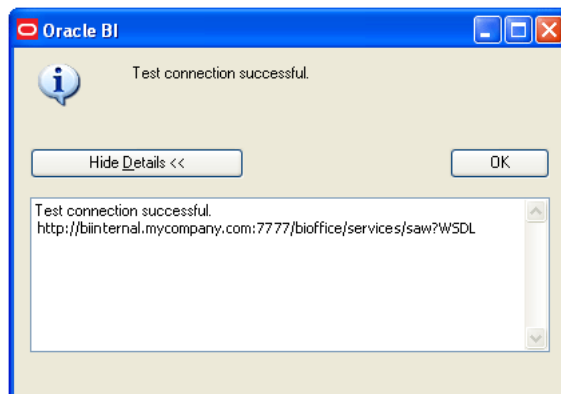 Oracle BI
Test connection successful.
Hide Details <<
OK
Test connection successful.
http://biinternal.mycompany.com:7777/bioffice/services/saw?WSDL